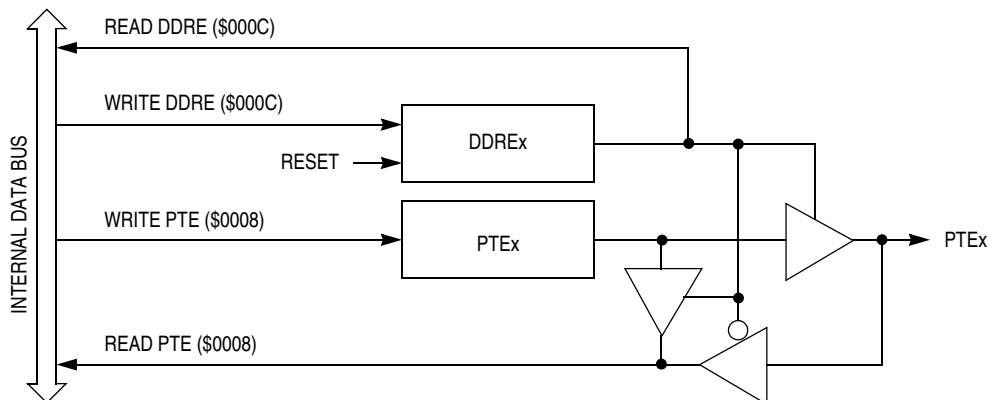 READ DDRE ($000C)
WRITE DDRE ($000C)
DDREx
RESET
INTERNAL DATA BUS
WRITE PTE ($0008)
PTEx
PTEx
READ PTE ($0008)